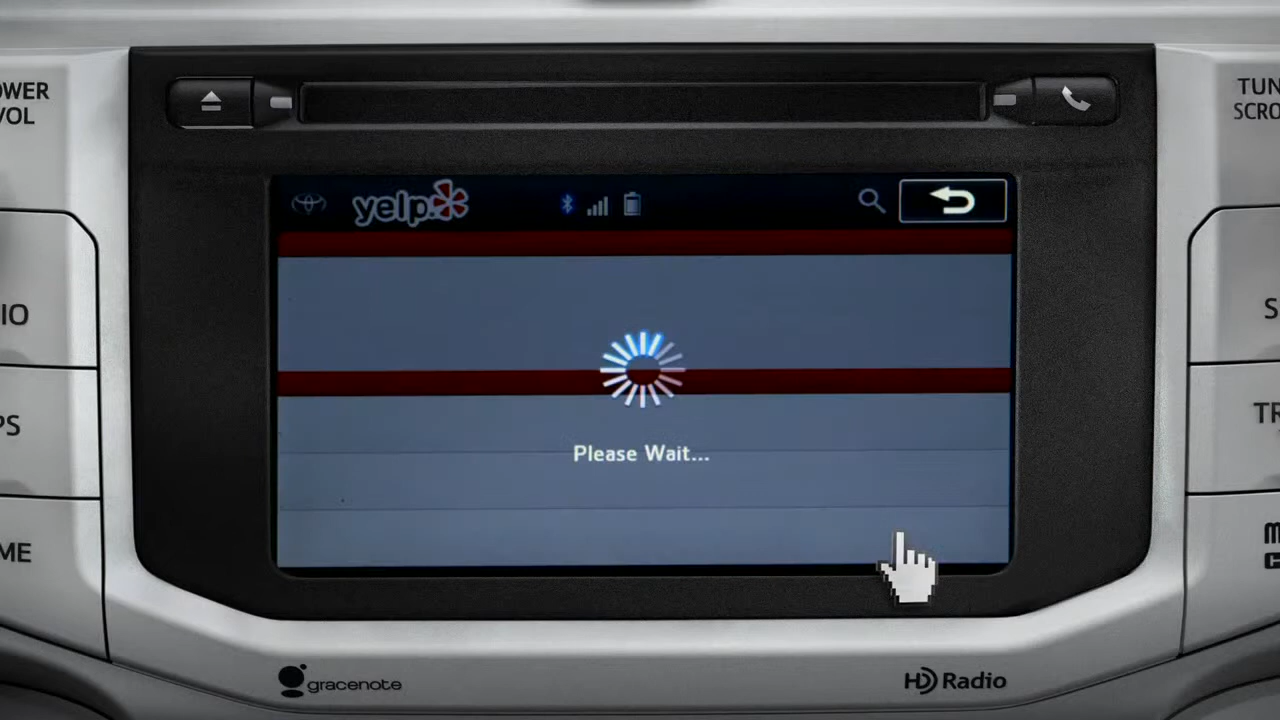 OWER
VOL
TUN
SCRO
yelp
IO
S
PS
TR
Please Wait...
ME
gracenote
HD Radio